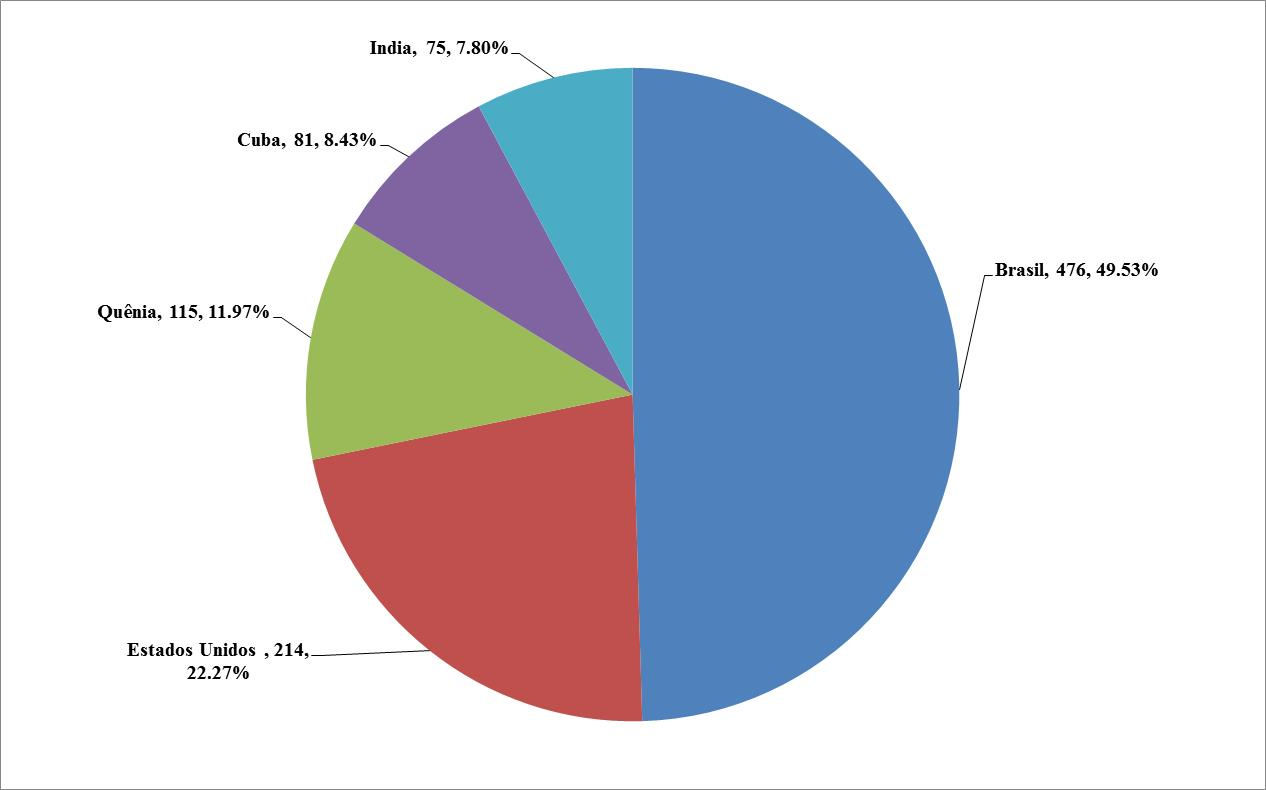 India, 75, 7.80%
Cuba, 81, 8.43%
Brasil, 476, 49.53%
Quênia, 115, 11.97%
Estados Unidos , 214,
22.27%